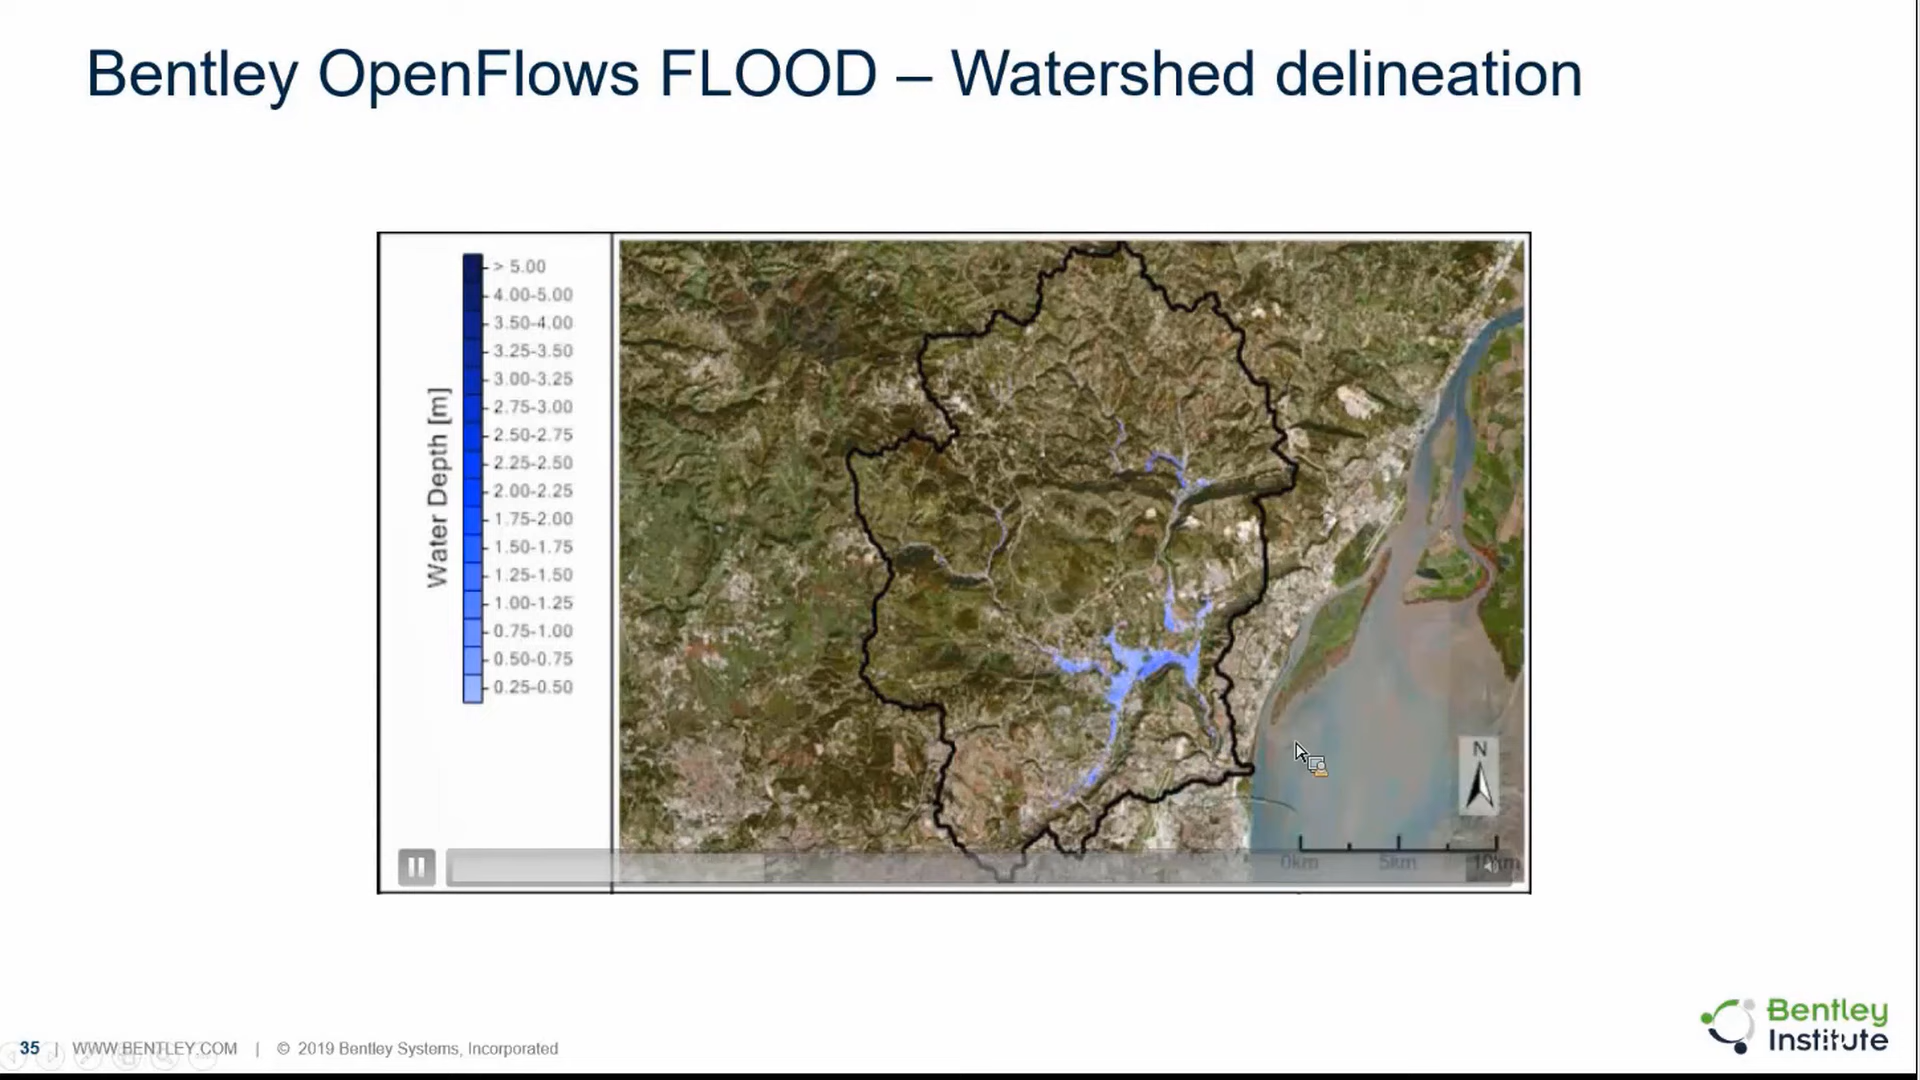 Bentley OpenFlows FLOOD – Watershed delineation
Water Depth [m]
> 5.00
4.00-5.00
3.50-4.00
3.25-3.50
3.00-3.25
2.75-3.00
2.50-2.75
2.25-2.50
2.00-2.25
1.75-2.00
1.50-1.75
1.25-1.50
1.00-1.25
0.75-1.00
0.50-0.75
0.25-0.50
N
0km 5km 10km
35 | WWW.BENTLEY.COM | © 2019 Bentley Systems, Incorporated
Bentley
Institute